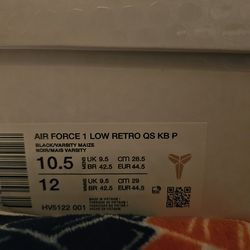 AIR FORCE 1 LOW RETRO QS KB P
BLACK/VARSITY MAIZE
NOIR/MAIS VARSITY
10.5 UK 9.5 CM 28.5
BR 42.5 EUR 44.5
12 UK 9.5 CM 29
BR 42.5 EUR 44.5
HV5122 001